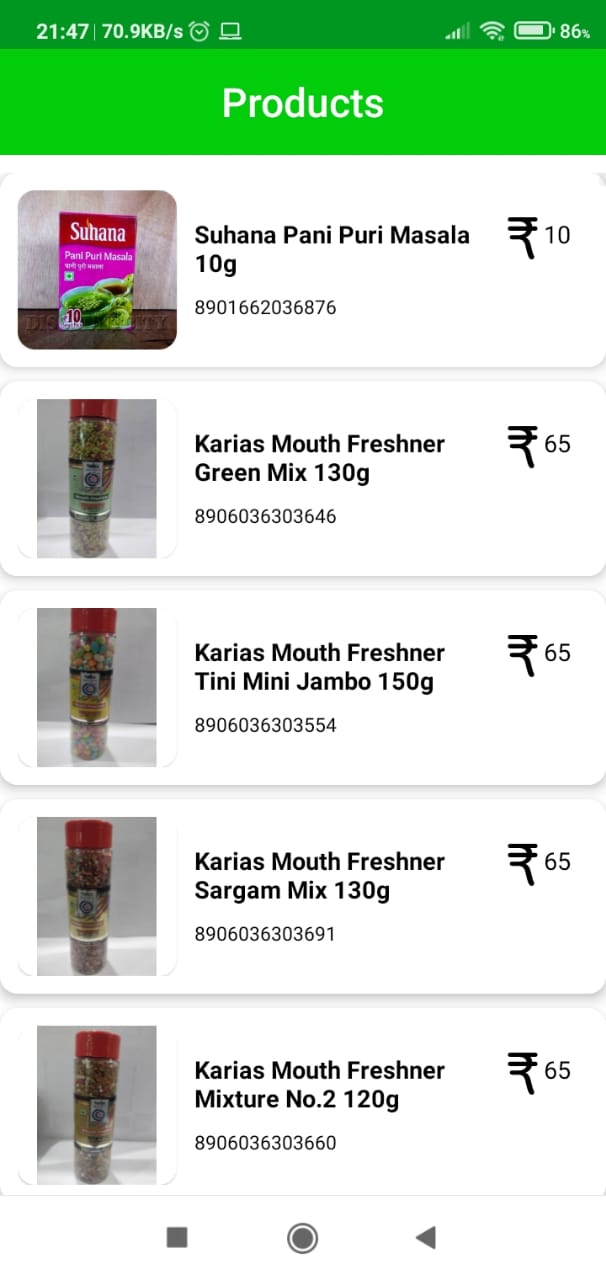 21:47 | 70.9KB/s 86%
Products
Suhana
Pani Puri Masala
पानी पुरी मसाला
₹10
Suhana Pani Puri Masala
10g
₹ 10
8901662036876
Karias Mouth Freshner
Green Mix 130g
₹ 65
8906036303646
Karias Mouth Freshner
Tini Mini Jambo 150g
₹ 65
8906036303554
Karias Mouth Freshner
Sargam Mix 130g
₹ 65
8906036303691
Karias Mouth Freshner
Mixture No.2 120g
₹ 65
8906036303660